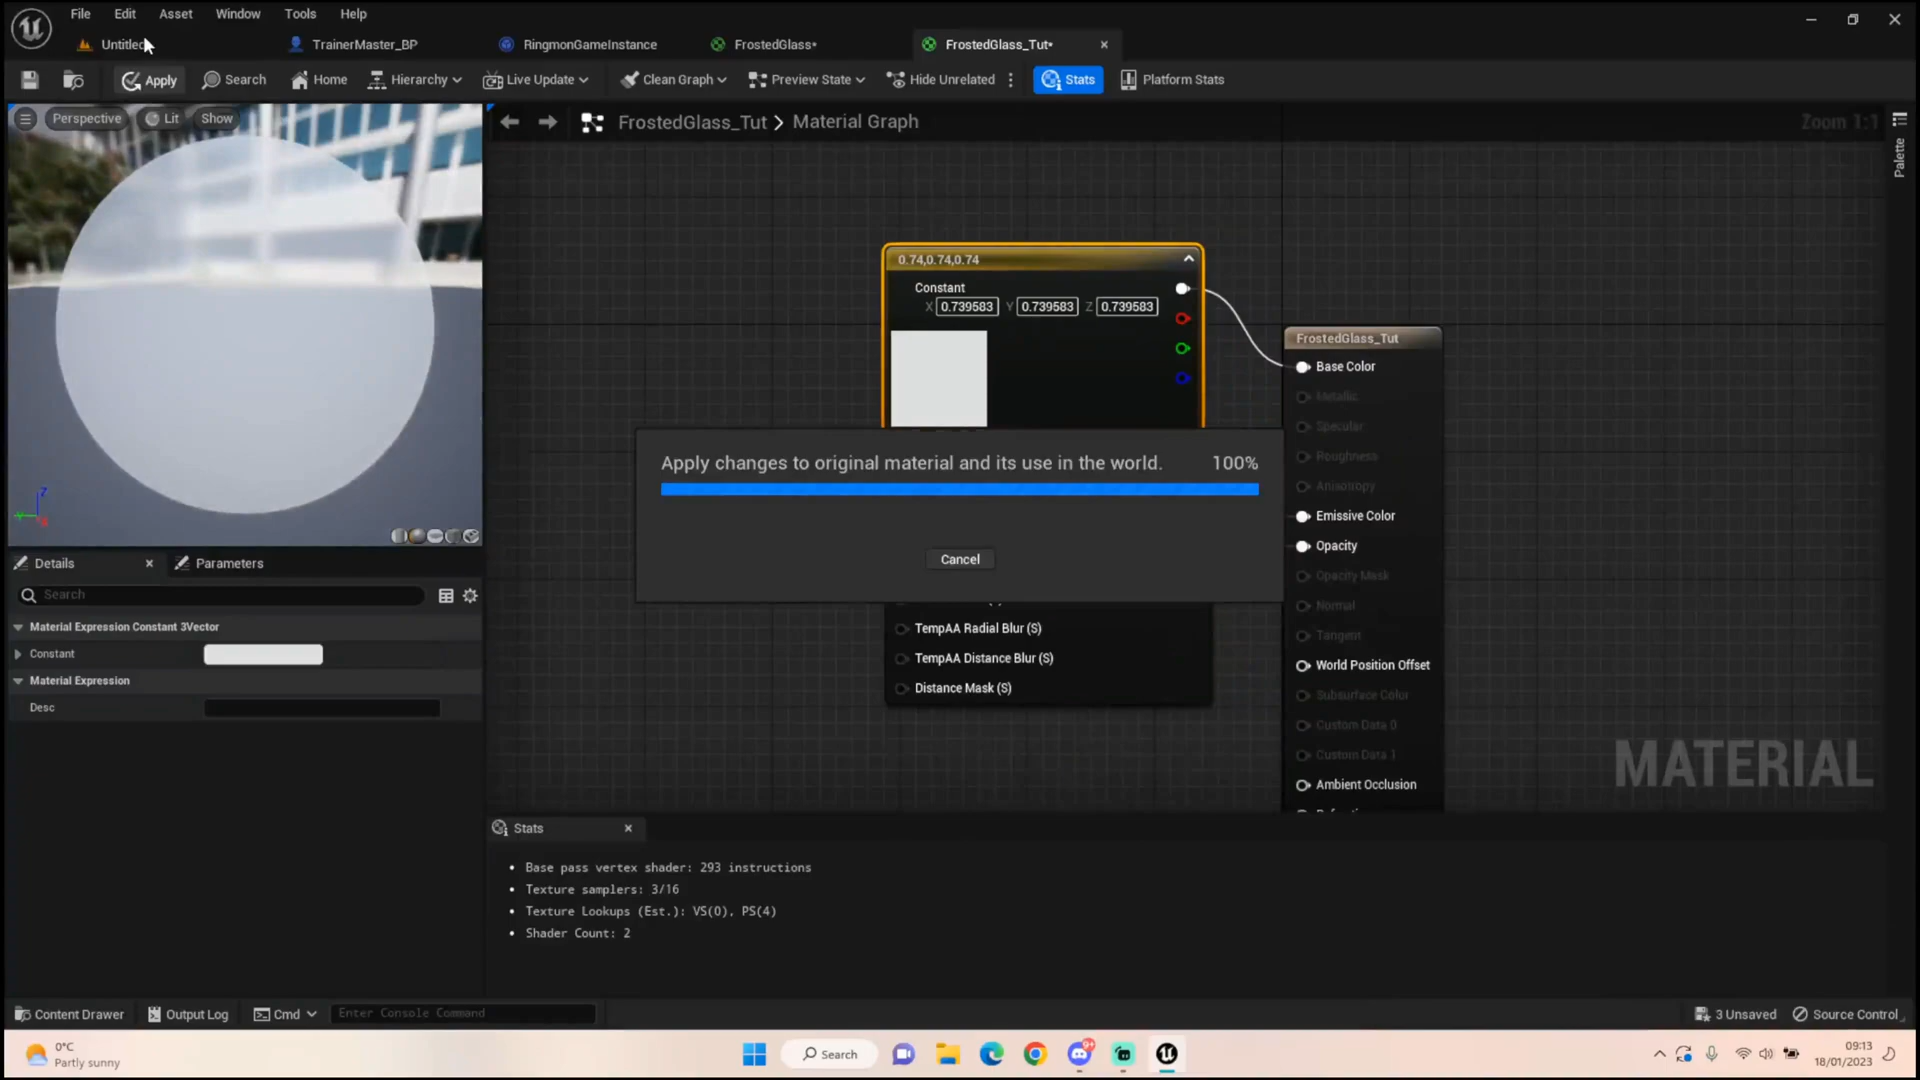 File Edit Asset Window Tools Help
Untitled TrainerMaster_BP RingmonGameInstance FrostedGlass* FrostedGlass_Tut*
Apply Search Home Hierarchy Live Update Clean Graph Preview State Hide Unrelated Stats Platform Stats
Perspective Lit Show
FrostedGlass_Tut > Material Graph
Zoom 1:1
Palette
0.74,0.74,0.74
Constant
X 0.739583 Y 0.739583 Z 0.739583
FrostedGlass_Tut
Base Color
Metallic
Specular
Roughness
Anisotropy
Emissive Color
Opacity
Opacity Mask
Normal
Tangent
World Position Offset
Subsurface Color
Custom Data 0
Custom Data 1
Ambient Occlusion
Apply changes to original material and its use in the world. 100%
Cancel
TempAA Radial Blur (S)
TempAA Distance Blur (S)
Distance Mask (S)
MATERIAL
Details Parameters
Search
Material Expression Constant 3Vector
Constant
Material Expression
Desc
Stats
Base pass vertex shader: 293 instructions
Texture samplers: 3/16
Texture Lookups (Est.): VS(0), PS(4)
Shader Count: 2
Content Drawer Output Log Cmd Enter Console Command 3 Unsaved Source Control
0°C
Partly sunny
Search
09:13
18/01/2023